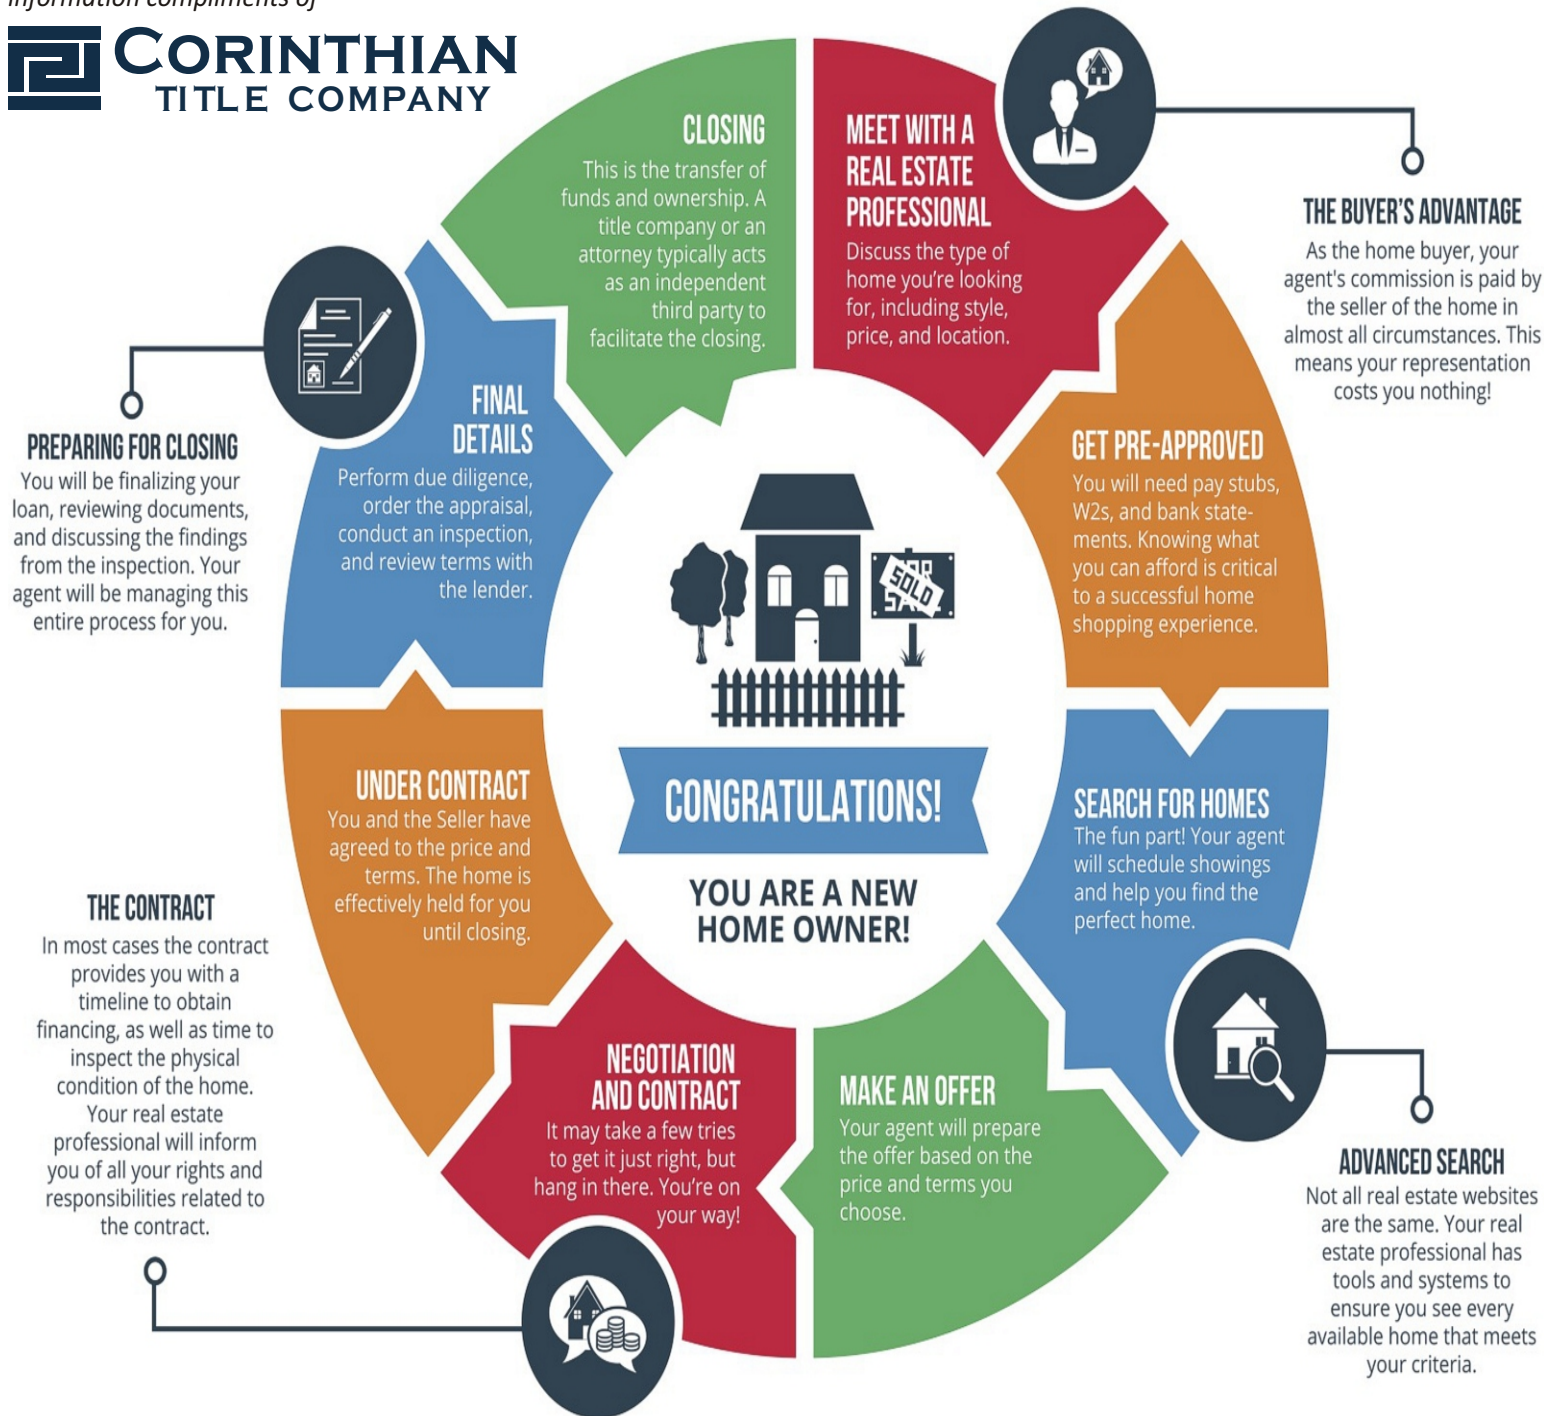 information compliments of
CORINTHIAN
TITLE COMPANY
MEET WITH A
REAL ESTATE
PROFESSIONAL
Discuss the type of
home you're looking
for, including style,
price, and location.
THE BUYER'S ADVANTAGE
As the home buyer, your
agent's commission is paid by
the seller of the home in
almost all circumstances. This
means your representation
costs you nothing!
GET PRE-APPROVED
You will need pay stubs,
W2s, and bank state-
ments. Knowing what
you can afford is critical
to a successful home
shopping experience.
SEARCH FOR HOMES
The fun part! Your agent
will schedule showings
and help you find the
perfect home.
ADVANCED SEARCH
Not all real estate websites
are the same. Your real
estate professional has
tools and systems to
ensure you see every
available home that meets
your criteria.
MAKE AN OFFER
Your agent will prepare
the offer based on the
price and terms you
choose.
NEGOTIATION
AND CONTRACT
It may take a few tries
to get it just right, but
hang in there. You're on
your way!
THE CONTRACT
In most cases the contract
provides you with a
timeline to obtain
financing, as well as time to
inspect the physical
condition of the home.
Your real estate
professional will inform
you of all your rights and
responsibilities related to
the contract.
UNDER CONTRACT
You and the Seller have
agreed to the price and
terms. The home is
effectively held for you
until closing.
FINAL
DETAILS
Perform due diligence,
order the appraisal,
conduct an inspection,
and review terms with
the lender.
PREPARING FOR CLOSING
You will be finalizing your
loan, reviewing documents,
and discussing the findings
from the inspection. Your
agent will be managing this
entire process for you.
CLOSING
This is the transfer of
funds and ownership. A
title company or an
attorney typically acts
as an independent
third party to
facilitate the closing.
SOLD
CONGRATULATIONS!
YOU ARE A NEW
HOME OWNER!